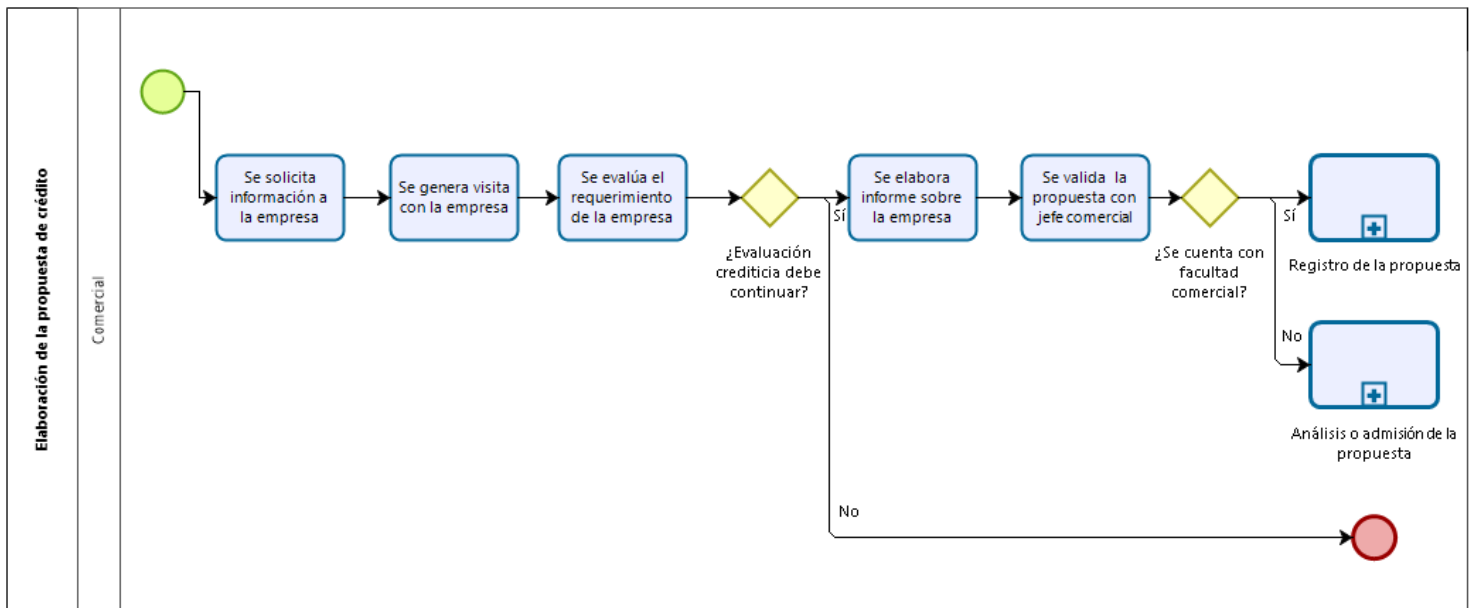 Elaboración de la propuesta de crédito
Comercial
Se solicita
información a
la empresa
Se genera visita
con la empresa
Se evalúa el
requerimiento
de la empresa
¿Evaluación
crediticia debe
continuar?
Sí
No
Se elabora
informe sobre
la empresa
Se valida la
propuesta con
jefe comercial
¿Se cuenta con
facultad
comercial?
Sí
Registro de la propuesta
No
Análisis o admisión de la
propuesta